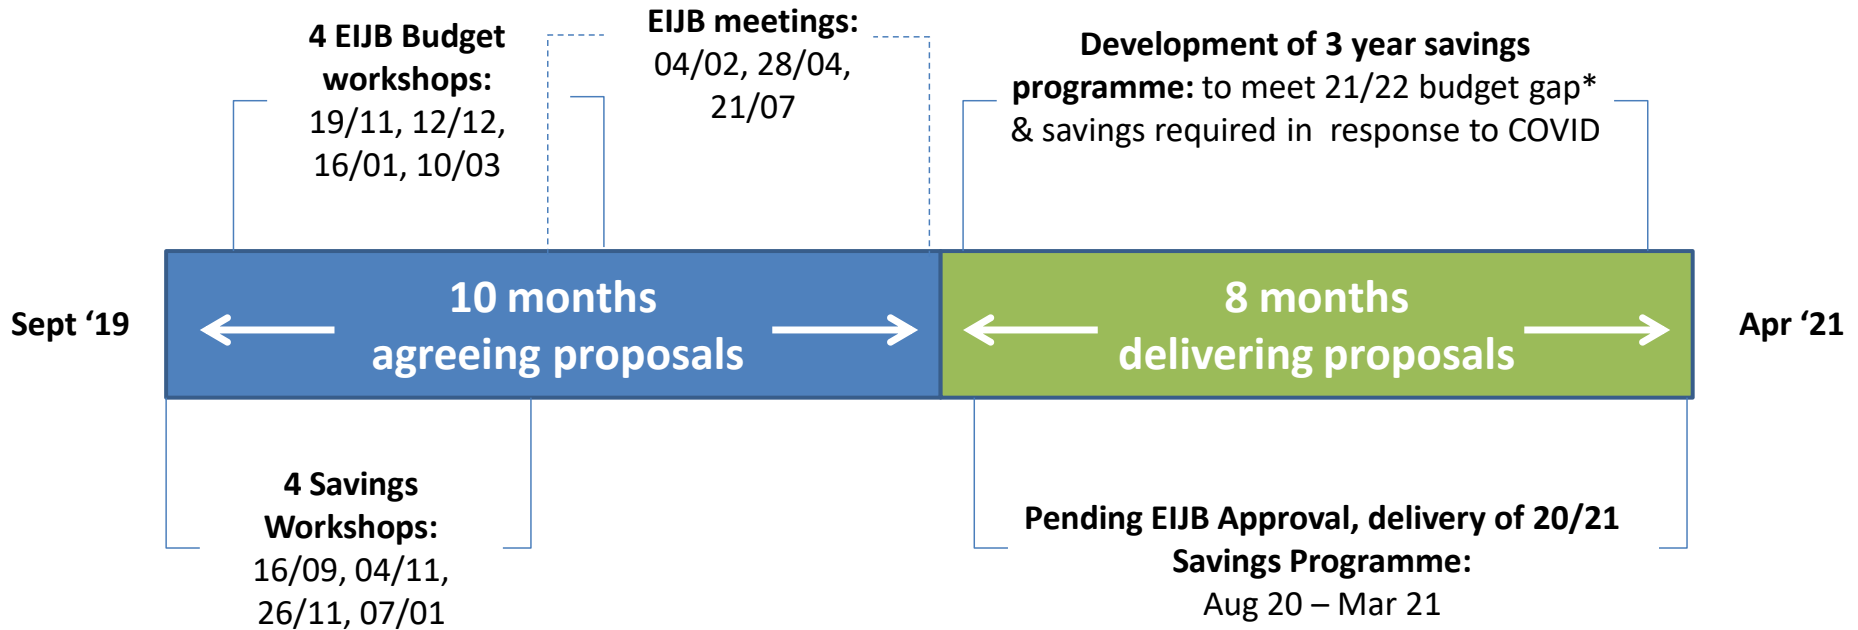 4 EIJB Budget
workshops:
19/11, 12/12,
16/01, 10/03
EIJB meetings:
04/02, 28/04,
21/07
Development of 3 year savings
programme: to meet 21/22 budget gap*
& savings required in response to COVID
Sept ‘19
10 months
agreeing proposals
8 months
delivering proposals
Apr ‘21
4 Savings
Workshops:
16/09, 04/11,
26/11, 07/01
Pending EIJB Approval, delivery of 20/21
Savings Programme:
Aug 20 – Mar 21